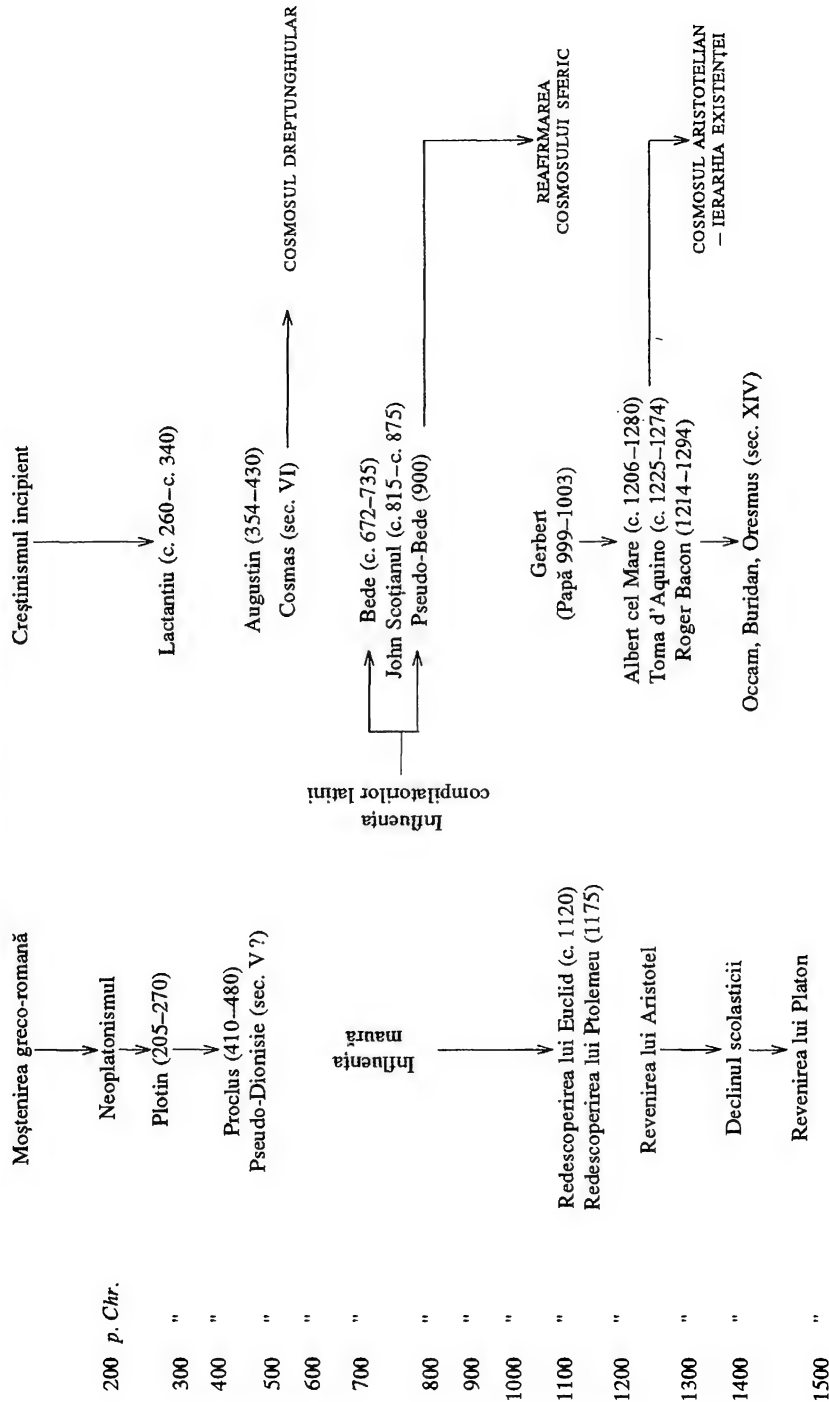 Moștenirea greco-romană
Creștinismul incipient
200 p. Chr.
Neoplatonismul
Plotin (205–270)
Lactantiu (c. 260–c. 340)
300 "
400 "
Proclus (410–480)
Pseudo-Dionisie (sec. V?)
Augustin (354–430)
Cosmas (sec. VI)
COSMOSUL DREPTUNGHIULAR
500 "
600 "
700 "
Influența
maură
Influența
compilatorilor latini
Bede (c. 672–735)
John Scoțianul (c. 815–c. 875)
Pseudo-Bede (900)
800 "
900 "
1000 "
REAFIRMAREA
COSMOSULUI SFERIC
Gerbert
(Papă 999–1003)
1100 "
Redescoperirea lui Euclid (c. 1120)
Redescoperirea lui Ptolemeu (1175)
1200 "
Revenirea lui Aristotel
Albert cel Mare (c. 1206–1280)
Toma d'Aquino (c. 1225–1274)
Roger Bacon (1214–1294)
COSMOSUL ARISTOTELIAN
– IERARHIA EXISTENȚEI
1300 "
1400 "
Declinul scolasticii
Occam, Buridan, Oresmus (sec. XIV)
Revenirea lui Platon
1500 "